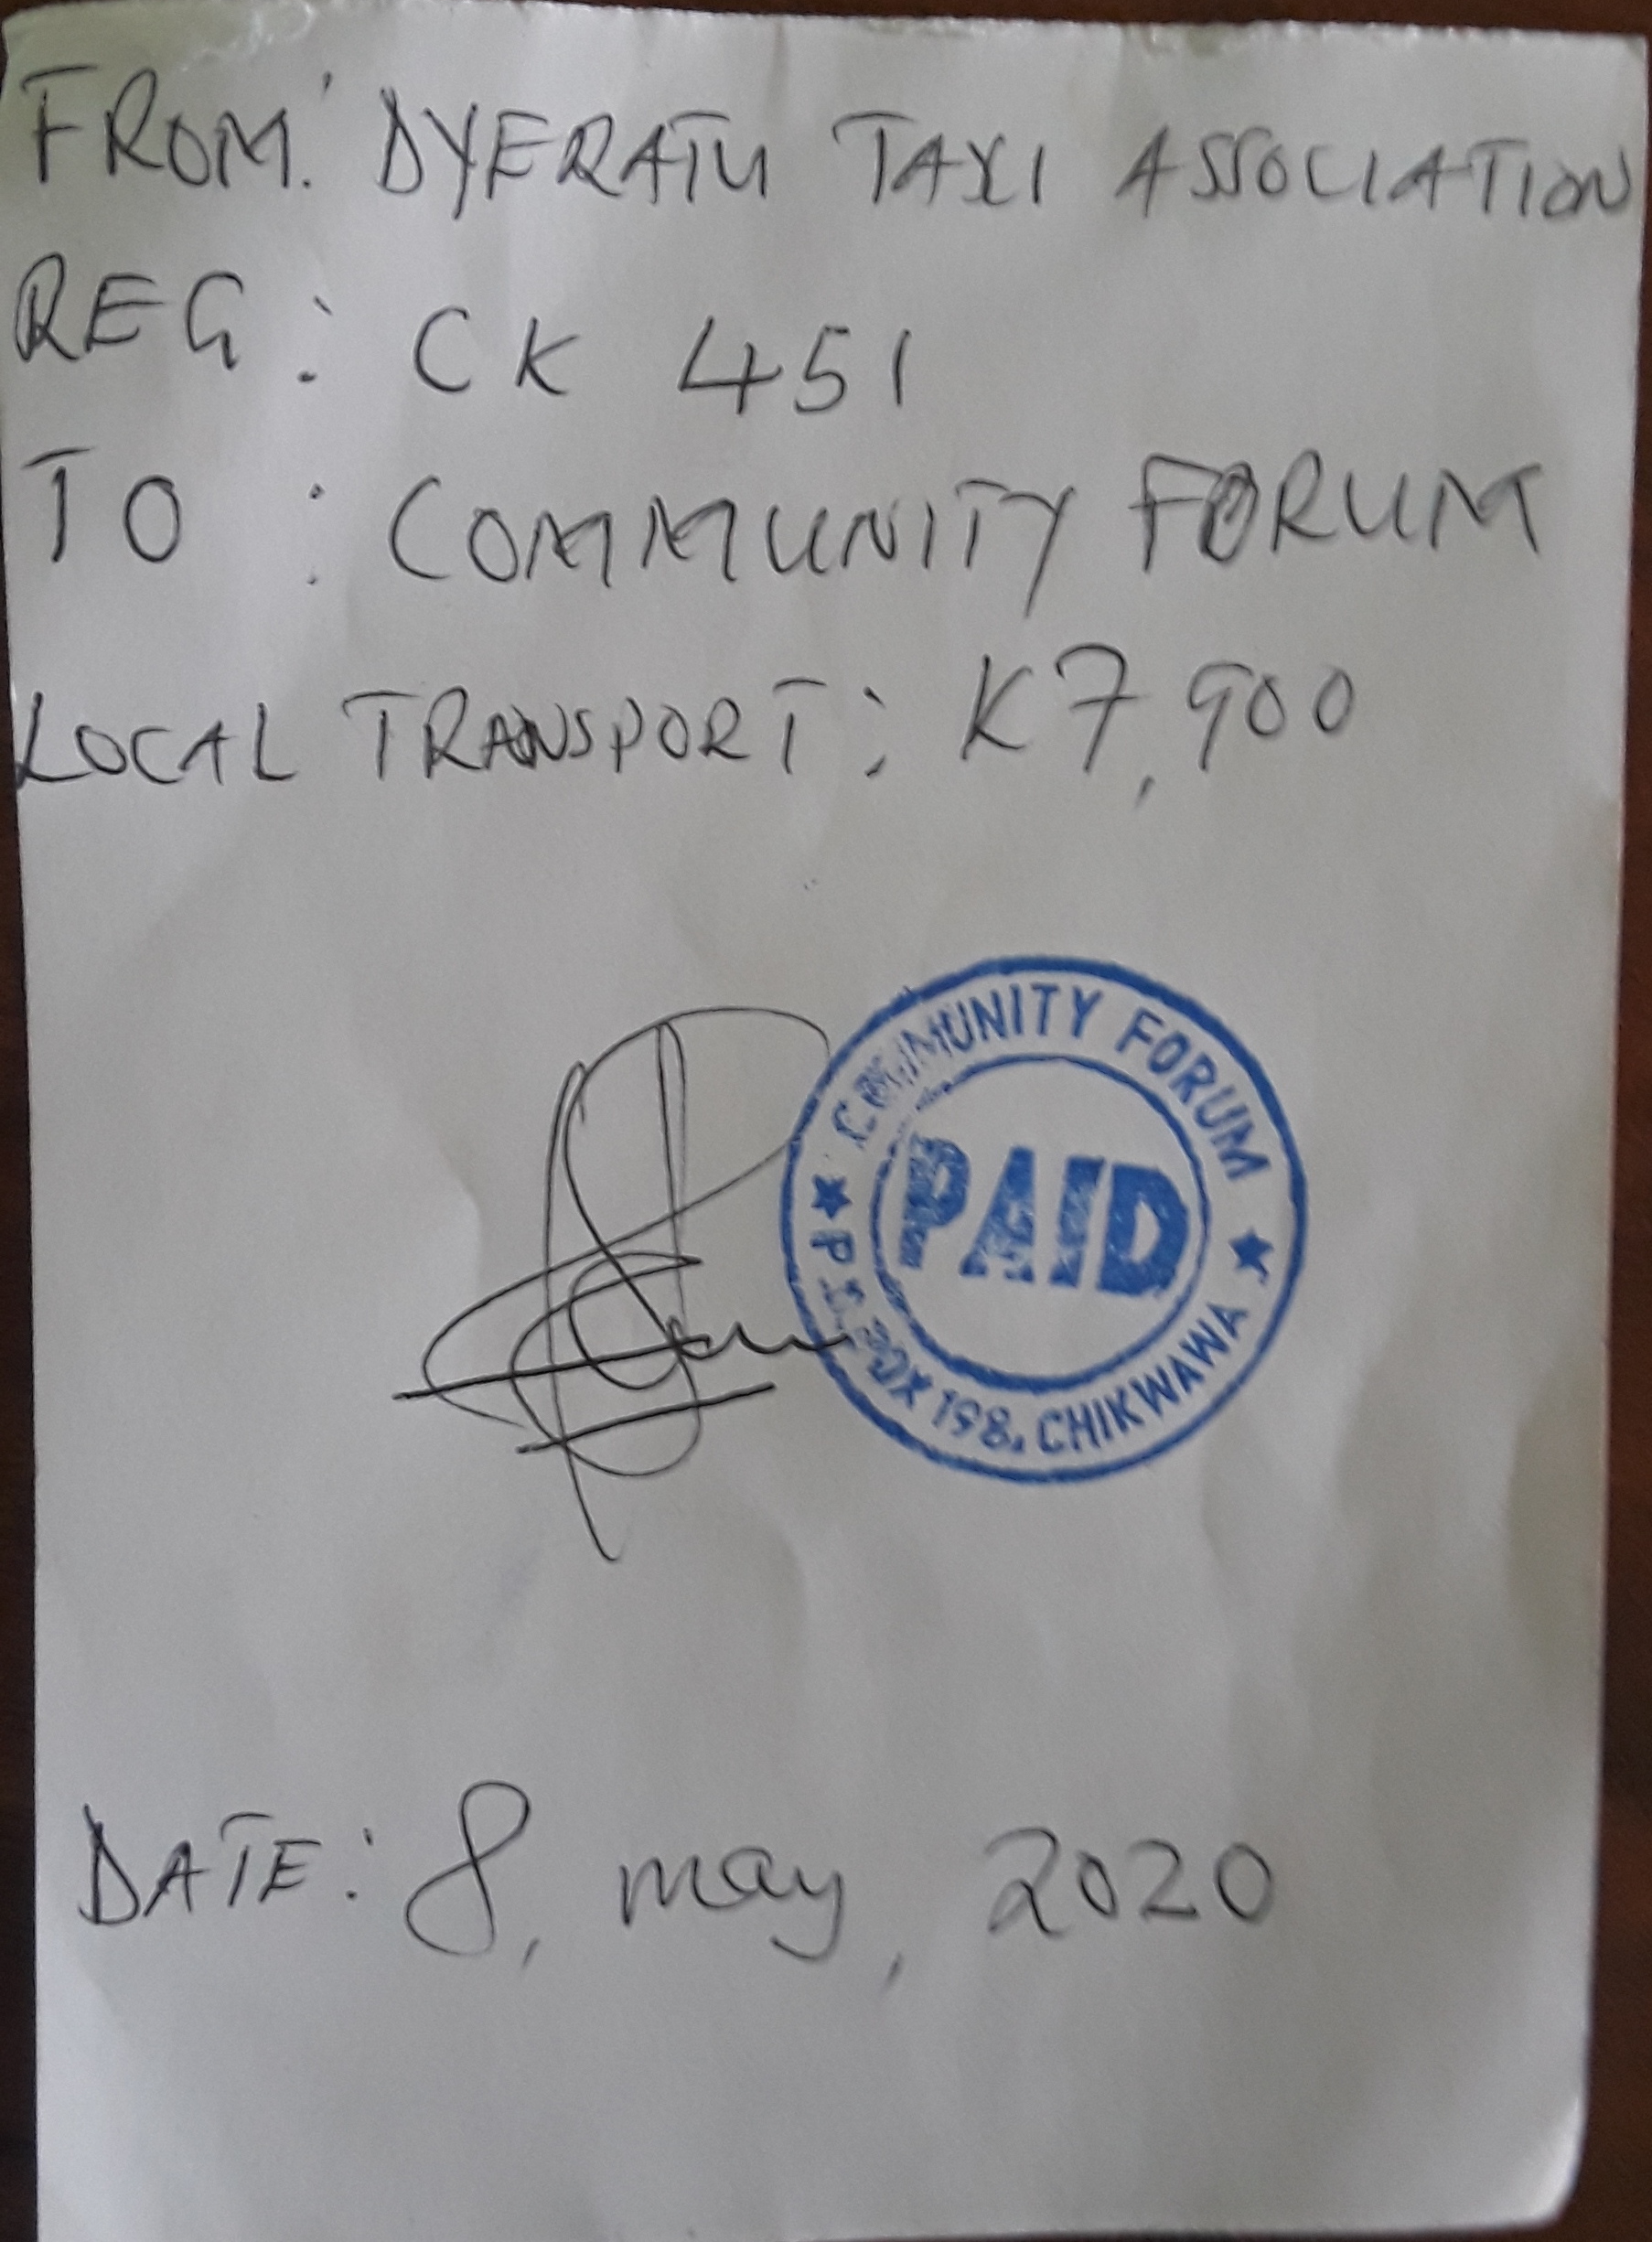 FROM: DYERATU TAXI ASSOCIATION
REG: CK 451
TO : COMMUNITY FORUM
LOCAL TRANSPORT: K7,900
COMMUNITY FORUM
PAID
P.O. BOX 198, CHIKWAWA
DATE: 8, may, 2020